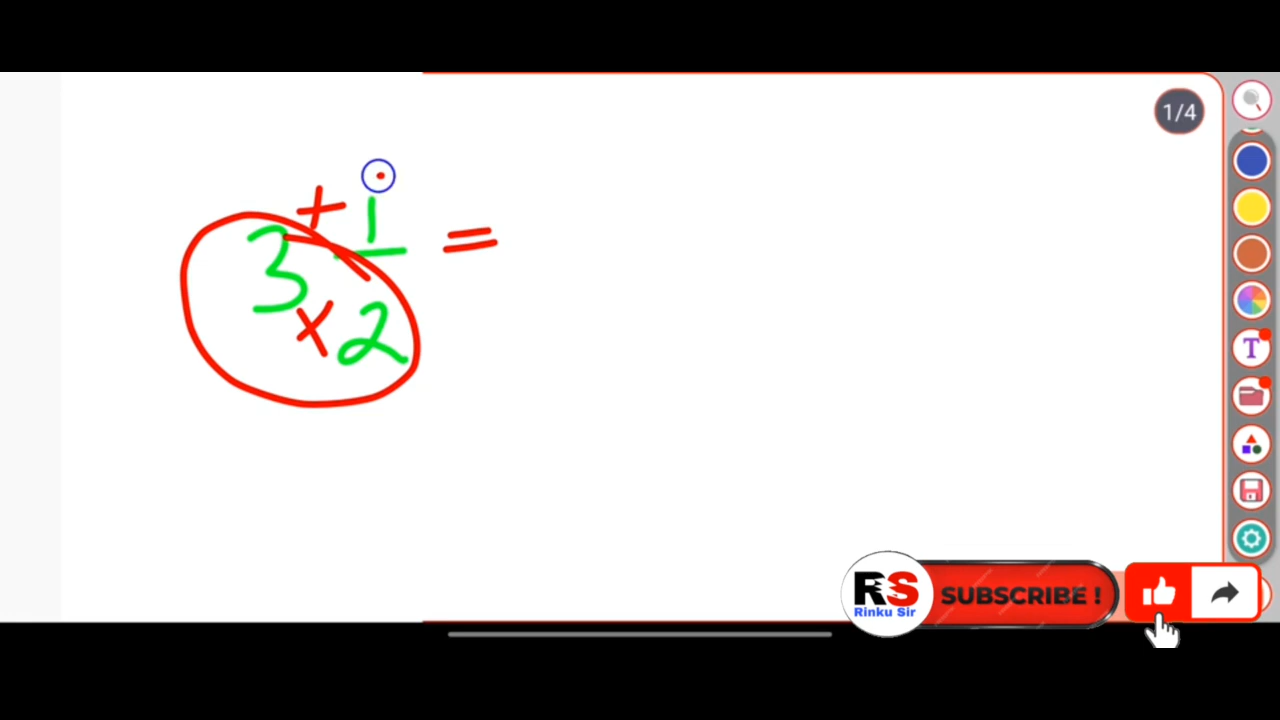 1/4
3 + 1/2 =
×
T
RS
Rinku Sir
SUBSCRIBE !